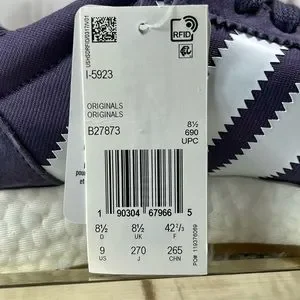 RFID
I-5923
ORIGINALS
ORIGINALS
B27873
8½
690
UPC
1 90304 67966 5
8½ 8½ 42⅔
D UK F
9 270 265
US J CHN